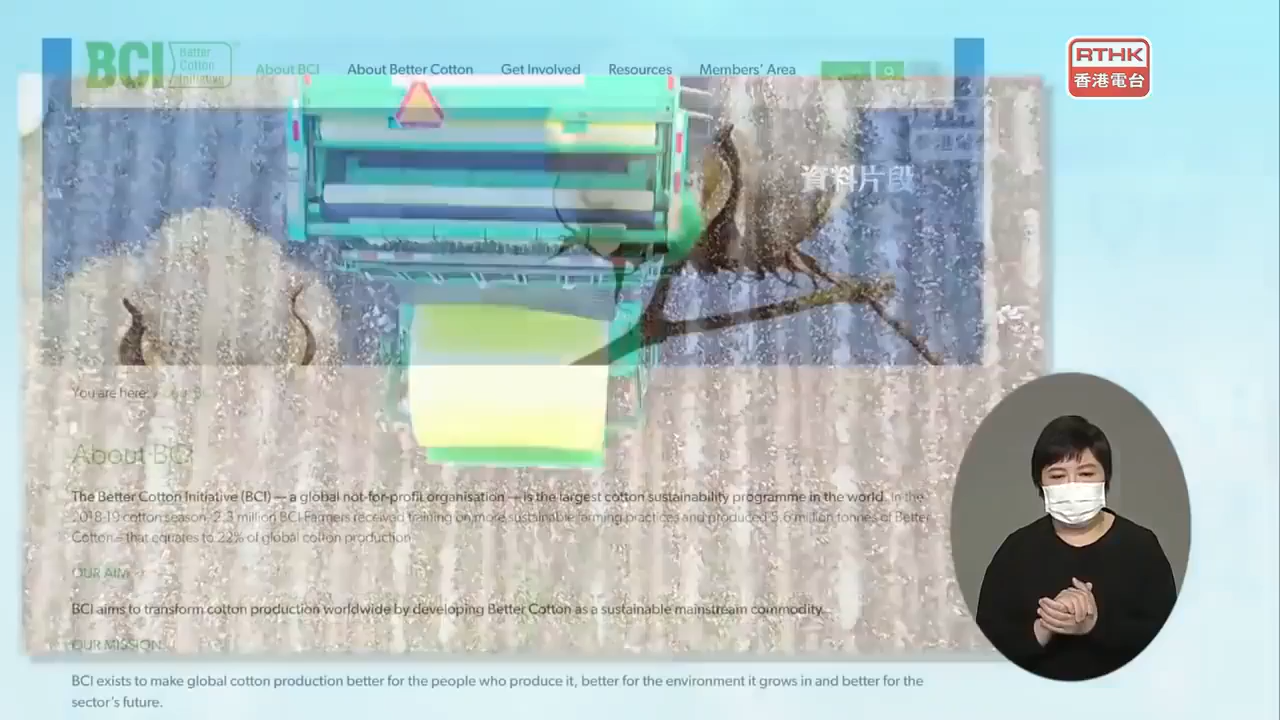 BCI
Better
Cotton
Initiative
About BCI
About Better Cotton
Get Involved
Resources
Members' Area
RTHK
香港電台
資料片段
You are here:
About BCI
The Better Cotton Initiative (BCI) — a global not-for-profit organisation — is the largest cotton sustainability programme in the world. In the
2018-19 cotton season, 2.3 million BCI Farmers received training on more sustainable farming practices and produced 5.6 million tonnes of Better
Cotton – that equates to 22% of global cotton production.
OUR AIM
BCI aims to transform cotton production worldwide by developing Better Cotton as a sustainable mainstream commodity.
OUR MISSION
BCI exists to make global cotton production better for the people who produce it, better for the environment it grows in and better for the
sector's future.